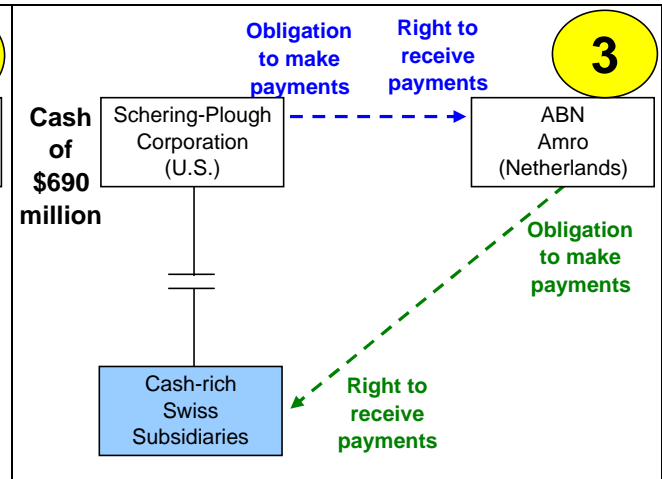 Obligation
to make
payments
Right to
receive
payments
3
Cash
of
$690
million
Schering-Plough
Corporation
(U.S.)
ABN
Amro
(Netherlands)
Obligation
to make
payments
Cash-rich
Swiss
Subsidiaries
Right to
receive
payments